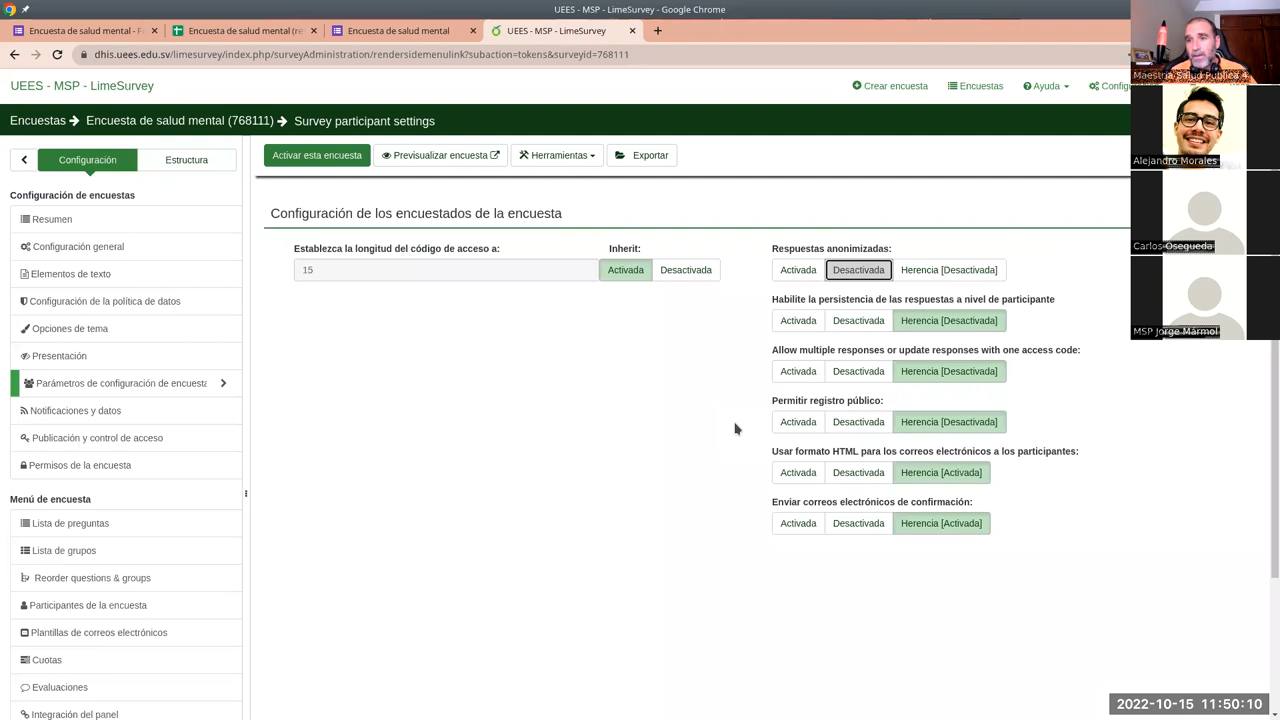 UEES - MSP - LimeSurvey - Google Chrome
Encuesta de salud mental - F
Encuesta de salud mental (re
Encuesta de salud mental
UEES - MSP - LimeSurvey
dhis.uees.edu.sv/limesurvey/index.php/surveyAdministration/rendersidemenulink?subaction=tokens&surveyid=768111
UEES - MSP - LimeSurvey
Crear encuesta
Encuestas
Ayuda
Configu
Encuestas
Encuesta de salud mental (768111)
Survey participant settings
Configuración
Estructura
Activar esta encuesta
Previsualizar encuesta
Herramientas
Exportar
Configuración de encuestas
Resumen
Configuración general
Elementos de texto
Configuración de la política de datos
Opciones de tema
Presentación
Parámetros de configuración de encuesta
Notificaciones y datos
Publicación y control de acceso
Permisos de la encuesta
Menú de encuesta
Lista de preguntas
Lista de grupos
Reorder questions & groups
Participantes de la encuesta
Plantillas de correos electrónicos
Cuotas
Evaluaciones
Integración del panel
Configuración de los encuestados de la encuesta
Establezca la longitud del código de acceso a:
Inherit:
15
Activada
Desactivada
Respuestas anonimizadas:
Activada
Desactivada
Herencia [Desactivada]
Habilite la persistencia de las respuestas a nivel de participante
Activada
Desactivada
Herencia [Desactivada]
Allow multiple responses or update responses with one access code:
Activada
Desactivada
Herencia [Desactivada]
Permitir registro público:
Activada
Desactivada
Herencia [Desactivada]
Usar formato HTML para los correos electrónicos a los participantes:
Activada
Desactivada
Herencia [Activada]
Enviar correos electrónicos de confirmación:
Activada
Desactivada
Herencia [Activada]
Maestría Salud Publica 4
Alejandro Morales
Carlos Osegueda
MSP Jorge Mármol
2022-10-15 11:50:10